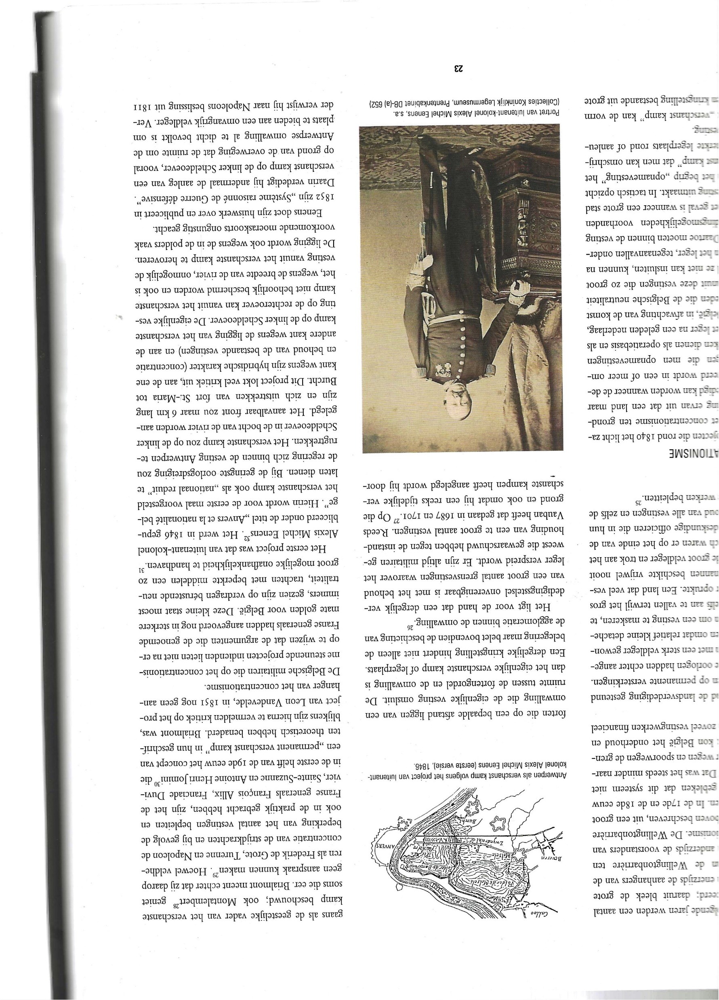 lgende jaren werden een aantal
ceerd; daaruit bleek de grote
enerzijds de aanhangers van de
n de Wellingtonbarrière ten
anderzijds de voorstanders van
ionisme. De Wellingtonbarrière
boven beschreven, uit een groot
en. In de 17de en de 18de eeuw
gebleken dat dit systeem niet
Dat was het steeds minder naar-
r wegen en spoorwegen de gren-
kon België het onderhoud en
zoveel vestingwerken financieel
ad de landsverdediging gesteund
n op permanente versterkingen.
e oorlogen hadden echter aange-
n met een sterk veldleger gewon-
en omdat relatief kleine detache-
n om een vesting te maskeren, te
elfs aan te vallen terwijl het gros
r oprukte. Een land dat veel ves-
mannen beschikte vrijwel nooit
de groot veldleger en trok aan het
ch waren er op het einde van de
deskundige officieren die in hun
oud van alle vestingen en zelfs de
werken bepleitten.25
ATIONISME
jecten die rond 1840 het licht za-
et concentrationisme ten grond-
ing ervan uit dat een land maar
edigd kan worden wanneer de de-
eerd wordt in een of meer om-
gen die men opnamevestingen
ken dienen als operatiebasis en als
et leger na een geleden nederlaag,
elgië, in afwachting van de komst
eden die de Belgische neutraliteit
nuit deze vestingen die zo groot
l ze niet kan insluiten, kunnen na
n het leger, tegenaanvallen onder-
Daartoe moeten binnen de vesting
dingsmogelijkheden voorhanden
et geval is wanneer een grote stad
sting uitmaakt. In tactisch opzicht
het begrip „opnamevesting” het
nst kamp” dat men kan omschrij-
erkte legerplaats rond of aanleu-
esting.
„verschanst kamp” kan de vorm
n kringstelling bestaande uit grote
Calloo
Ft. Ste Marie
L'ESCAUT
Polder de Melsele
Polder de Borgerweert
Beveren
Melsele
Tête de Flandre
ANVERS
Zwyndrecht
Burcht
Antwerpen als verschanst kamp volgens het project van luitenant-
kolonel Alexis Michel Eenens (eerste versie), 1846.
forten die op een bepaalde afstand liggen van een
omwalling die de eigenlijke vesting omsluit. De
ruimte tussen de fortengordel en de omwalling is
dan het eigenlijke verschanste kamp of legerplaats.
Een dergelijke kringstelling hindert niet alleen de
belegering maar belet bovendien de beschieting van
de agglomeratie binnen de omwalling.26
Het ligt voor de hand dat een dergelijk ver-
dedigingsstelsel onverenigbaar is met het behoud
van een groot aantal grensvestingen waarover het
leger verspreid wordt. Er zijn altijd militairen ge-
weest die gewaarschuwd hebben tegen de instand-
houding van een te groot aantal vestingen. Reeds
Vauban heeft dat gedaan in 1687 en 1701.27 Op die
grond en ook omdat hij een reeks tijdelijke ver-
schanste kampen heeft aangelegd wordt hij door-
Portret van luitenant-kolonel Alexis Michel Eenens, s.a.
(Collecties Koninklijk Legermuseum, Prentenkabinet DB-(a) 652)
gaans als de geestelijke vader van het verschanste
kamp beschouwd; ook Montalembert28 geniet
soms die eer. Brialmont meent echter dat zij daarop
geen aanspraak kunnen maken29. Hoewel veldhe-
ren als Frederik de Grote, Turenne en Napoleon de
concentratie van de strijdkrachten en bij gevolg de
beperking van het aantal vestingen bepleiten en
ook in de praktijk gebracht hebben, zijn het de
Franse generaals François Allix, Franciade Duvi-
vier, Sainte-Suzanne en Antoine Henri Jomini30 die
in de eerste helft van de 19de eeuw het concept van
een „permanent verschanst kamp” in hun geschrif-
ten theoretisch hebben benaderd. Brialmont was,
blijkens zijn hierna te vermelden kritiek op het pro-
ject van Leon Vandevelde, in 1851 nog geen aan-
hanger van het concentrationisme.
De Belgische militairen die op het concentrationis-
me steunende projecten indienden lieten niet na er-
op te wijzen dat de argumenten die de genoemde
Franse generaals hadden aangevoerd nog in sterkere
mate golden voor België. Deze kleine staat moest
immers, gezien zijn op verdragen berustende neu-
traliteit, trachten met beperkte middelen een zo
groot mogelijke onafhankelijkheid te handhaven.31
Het eerste project was dat van luitenant-kolonel
Alexis Michel Eenens32. Het werd in 1846 gepu-
bliceerd onder de titel „Anvers et la nationalité bel-
ge”. Hierin wordt voor de eerste maal voorgesteld
het verschanste kamp ook als „nationaal reduit” te
laten dienen. Bij de geringste oorlogsdreiging zou
de regering zich binnen de vesting Antwerpen te-
rugtrekken. Het verschanste kamp zou op de linker
Scheldeoever in de bocht van de rivier worden aan-
gelegd. Het aanvalbaar front zou maar 6 km lang
zijn en zich uitstrekken van fort St.-Maria tot
Burcht. Dit project lokt veel kritiek uit, aan de ene
kant wegens zijn hybridische karakter (concentratie
en behoud van de bestaande vestingen) en aan de
andere kant wegens de ligging van het verschanste
kamp op de linker Scheldeoever. De eigenlijke ves-
ting op de rechteroever kan vanuit het verschanste
kamp niet behoorlijk beschermd worden en ook is
het, wegens de breedte van de rivier, onmogelijk de
vesting vanuit het verschanste kamp te heroveren.
De ligging wordt ook wegens de in de polders vaak
voorkomende moeraskoorts ongunstig geacht.
Eenens doet zijn huiswerk over en publiceert in
1852 zijn „Système raisonné de Guerre défensive”.
Daarin verdedigt hij andermaal de aanleg van een
verschanst kamp op de linker Scheldeoever, vooral
op grond van de overweging dat de ruimte om de
Antwerpse omwalling al te dicht bevolkt is om
plaats te bieden aan een omvangrijk veldleger. Ver-
der verwijst hij naar Napoleons beslissing uit 1811
23